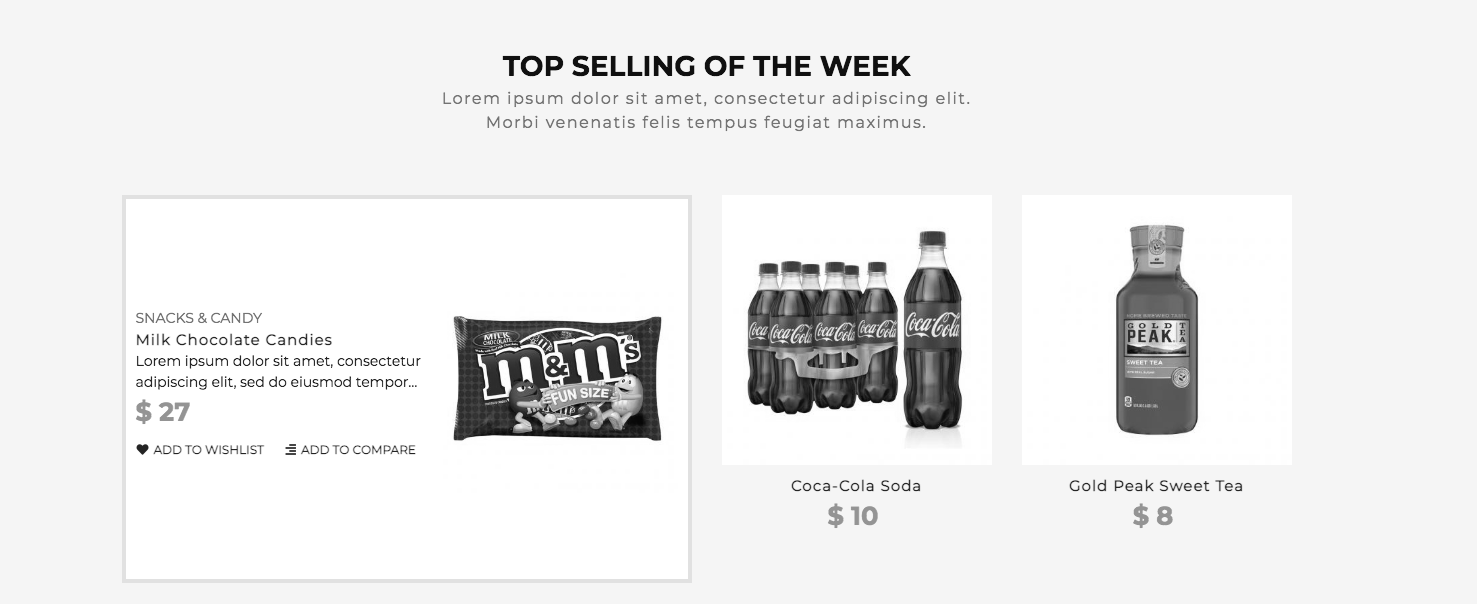 TOP SELLING OF THE WEEK
Lorem ipsum dolor sit amet, consectetur adipiscing elit.
Morbi venenatis felis tempus feugiat maximus.
SNACKS & CANDY
Milk Chocolate Candies
Lorem ipsum dolor sit amet, consectetur
adipiscing elit, sed do eiusmod tempor...
$ 27
ADD TO WISHLIST ADD TO COMPARE
MILK
CHOCOLATE
m&m's
FUN SIZE
Coca-Cola Coca-Cola Coca-Cola Coca-Cola
Coca-Cola Soda
$ 10
HOME BREWED TASTE
GOLD
PEAK
TEA
SWEET TEA
Gold Peak Sweet Tea
$ 8